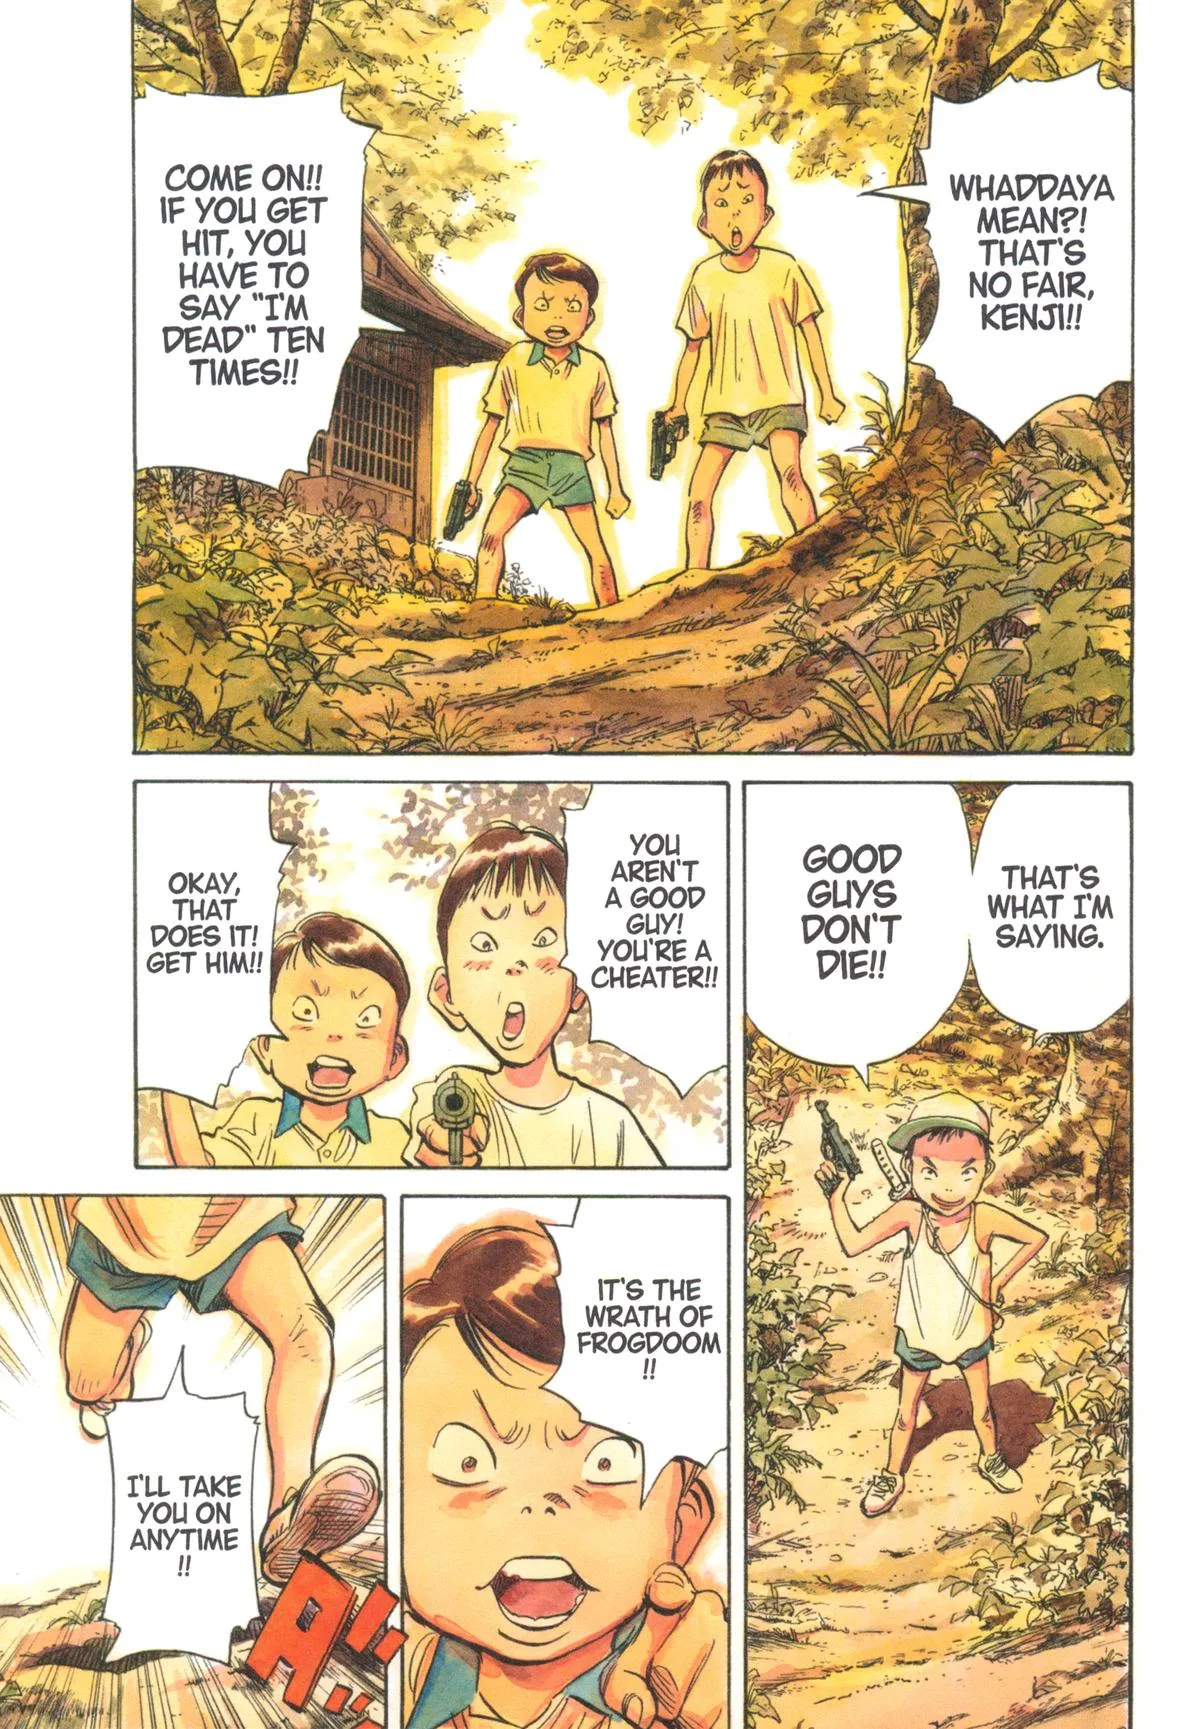 WHADDAYA
MEAN?!
THAT'S
NO FAIR,
KENJI!!
COME ON!!
IF YOU GET
HIT, YOU
HAVE TO
SAY "I'M
DEAD" TEN
TIMES!!
THAT'S
WHAT I'M
SAYING.
GOOD
GUYS
DON'T
DIE!!
YOU
AREN'T
A GOOD
GUY!
YOU'RE A
CHEATER!!
OKAY,
THAT
DOES IT!
GET HIM!!
IT'S THE
WRATH OF
FROGDOOM
!!
I'LL TAKE
YOU ON
ANYTIME
!!
ダッ